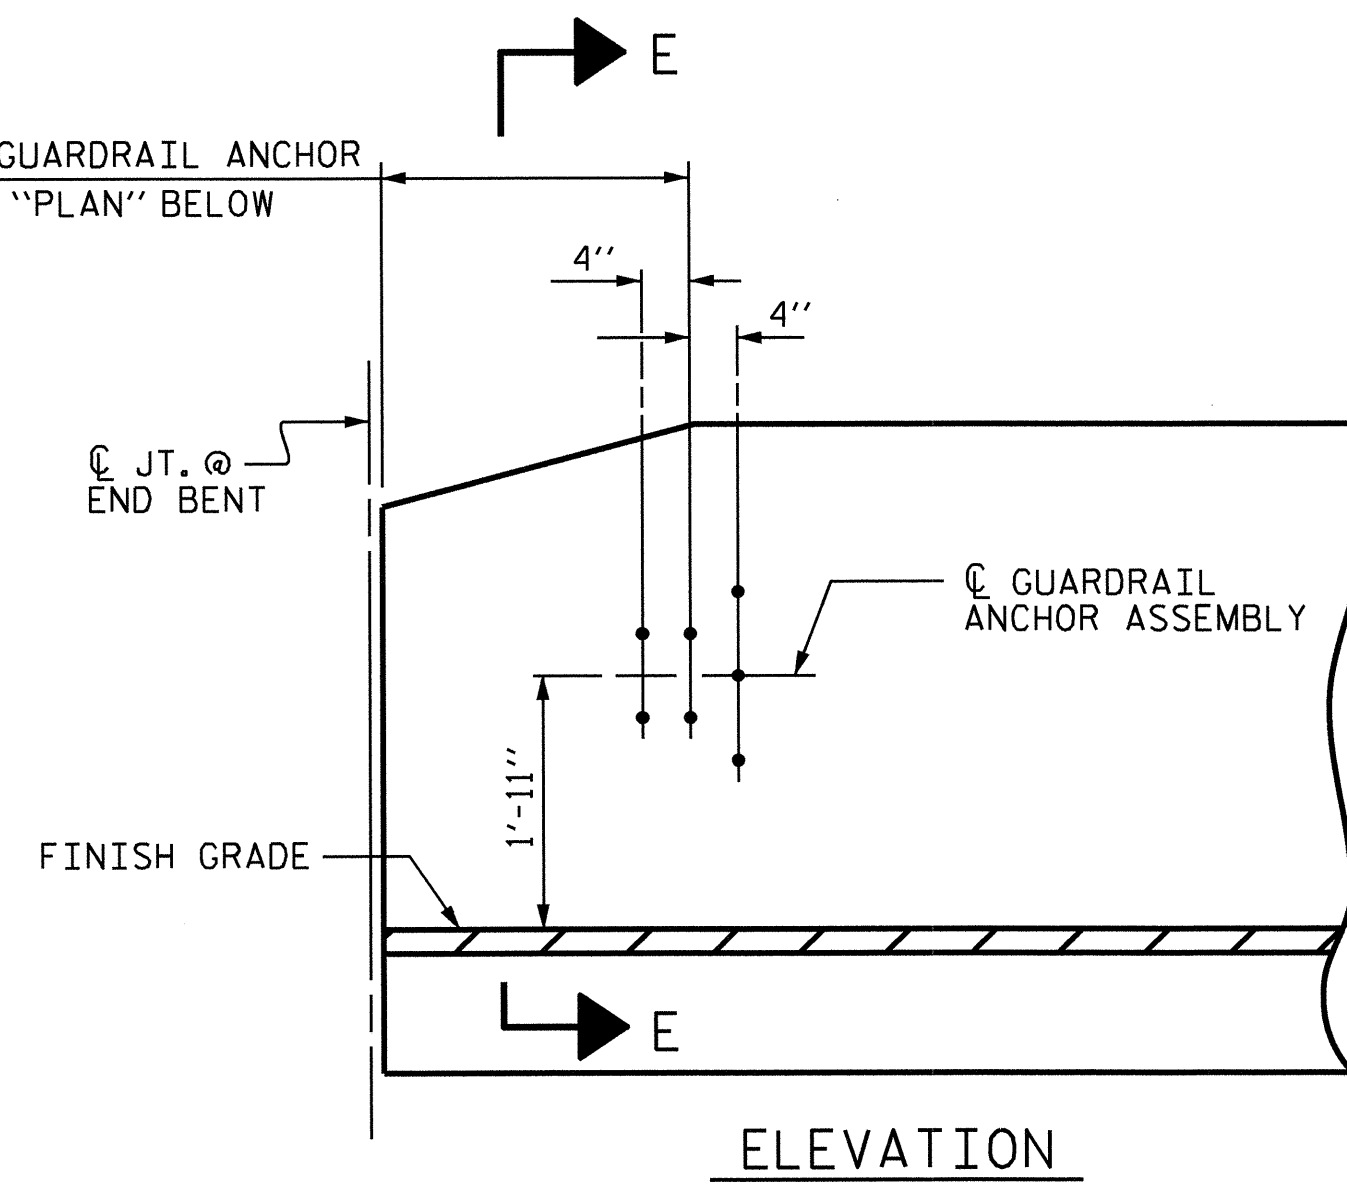 E
GUARDRAIL ANCHOR
"PLAN" BELOW
4"
4"
℄ JT. @
END BENT
℄ GUARDRAIL
ANCHOR ASSEMBLY
1'-11"
FINISH GRADE
E
ELEVATION